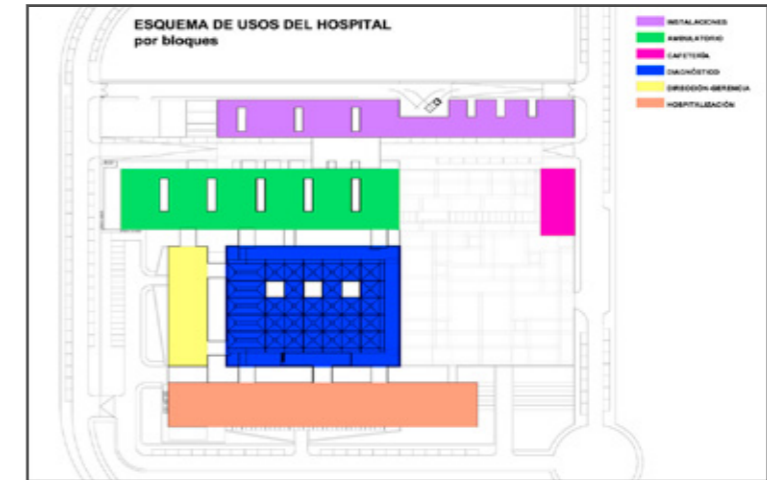 ESQUEMA DE USOS DEL HOSPITAL
por bloques
INSTALACIONES
AMBULATORIO
CAFETERÍA
DIAGNÓSTICO
DIRECCIÓN-GERENCIA
HOSPITALIZACIÓN